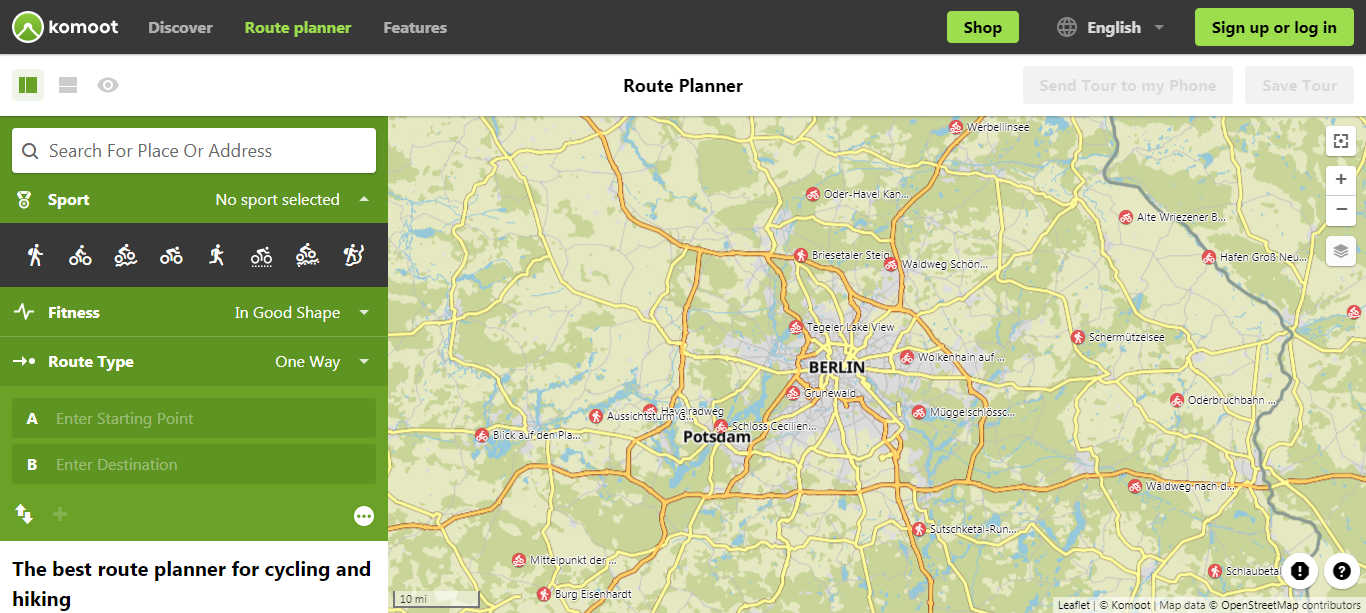 komoot
Discover
Route planner
Features
Shop
English
Sign up or log in
Route Planner
Send Tour to my Phone
Save Tour
Search For Place Or Address
Sport
No sport selected
Fitness
In Good Shape
Route Type
One Way
A
Enter Starting Point
B
Enter Destination
The best route planner for cycling and
hiking
Werbellinsee
Oder-Havel Kan...
Alte Wriezener B...
Briesetaler Steig
Waldweg Schön...
Hafen Groß Neu...
Tegeler Lake View
Schermützelsee
Wolkenhain auf ...
BERLIN
Grunewald...
Oderbruchbahn ...
Havelradweg
Aussichtsturm G...
Müggelschlössc...
Schloss Cecilien...
Blick auf den Pla...
Potsdam
Waldweg nach d...
Sutschketal-Run...
Mittelpunkt der ...
Schlaubetal
Burg Eisenhardt
10 mi
+
−
Leaflet | © Komoot | Map data © OpenStreetMap contributors